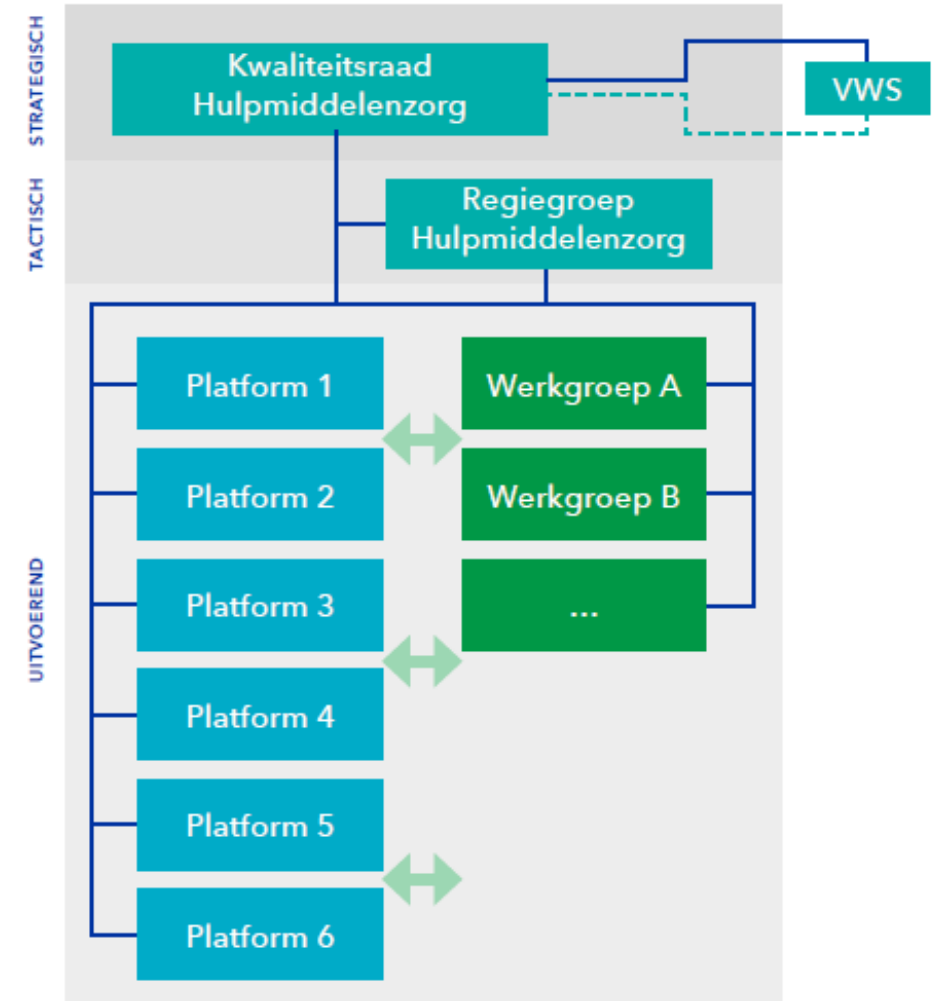 STRATEGISCH
Kwaliteitsraad
Hulpmiddelenzorg
VWS
TACTISCH
Regiegroep
Hulpmiddelenzorg
UITVOEREND
Platform 1
Werkgroep A
Platform 2
Werkgroep B
Platform 3
...
Platform 4
Platform 5
Platform 6